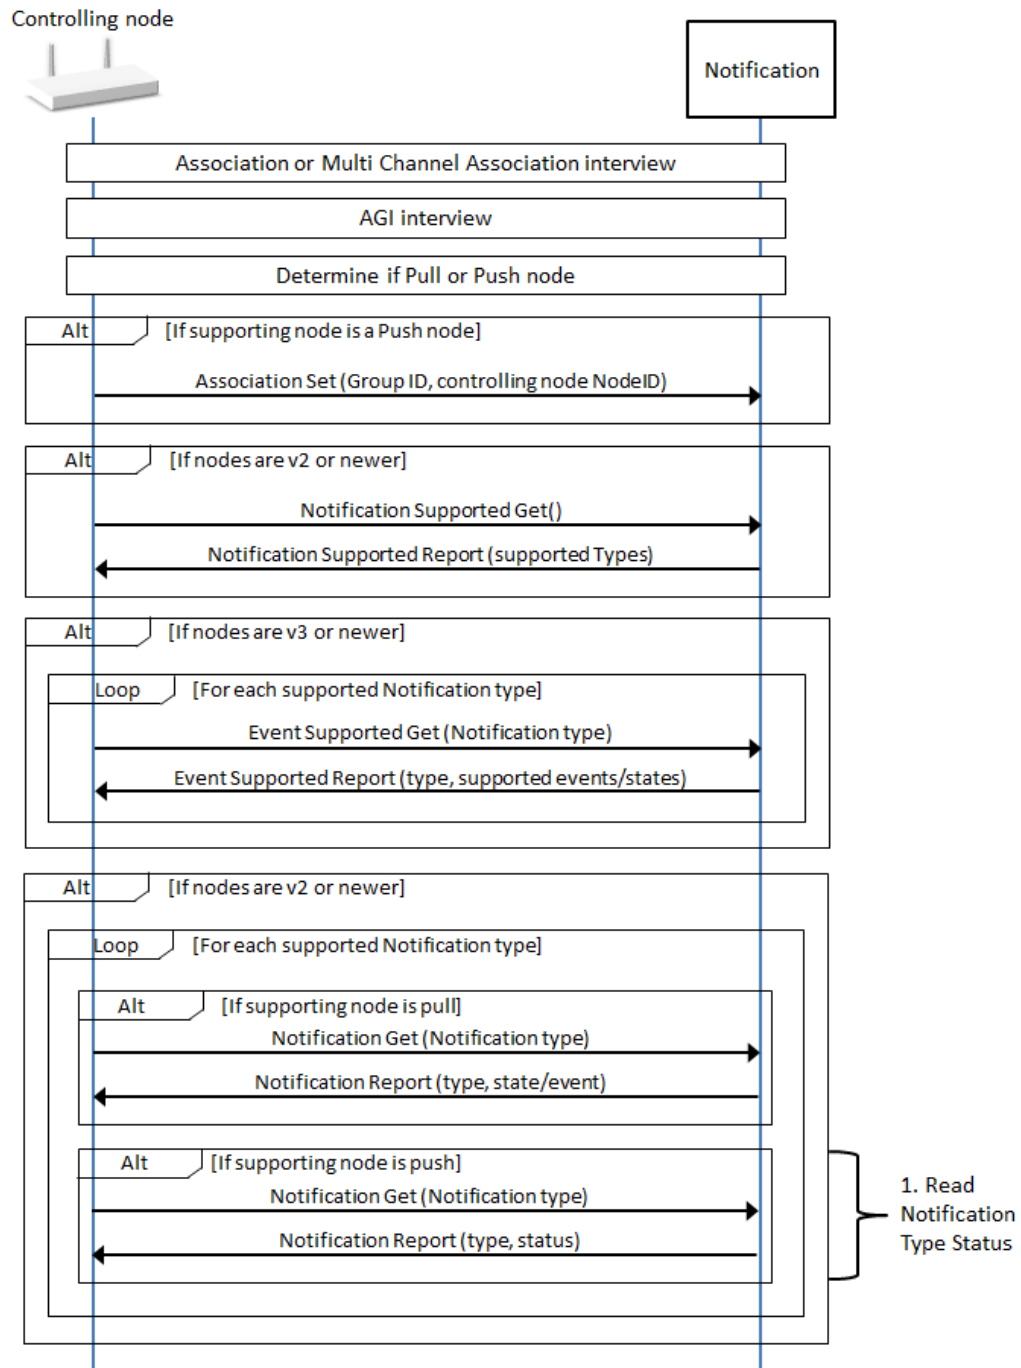 Controlling node
Notification
Association or Multi Channel Association interview
AGI interview
Determine if Pull or Push node
Alt [If supporting node is a Push node]
Association Set (Group ID, controlling node NodeID)
Alt [If nodes are v2 or newer]
Notification Supported Get()
Notification Supported Report (supported Types)
Alt [If nodes are v3 or newer]
Loop [For each supported Notification type]
Event Supported Get (Notification type)
Event Supported Report (type, supported events/states)
Alt [If nodes are v2 or newer]
Loop [For each supported Notification type]
Alt [If supporting node is pull]
Notification Get (Notification type)
Notification Report (type, state/event)
Alt [If supporting node is push]
Notification Get (Notification type)
Notification Report (type, status)
1. Read
Notification
Type Status